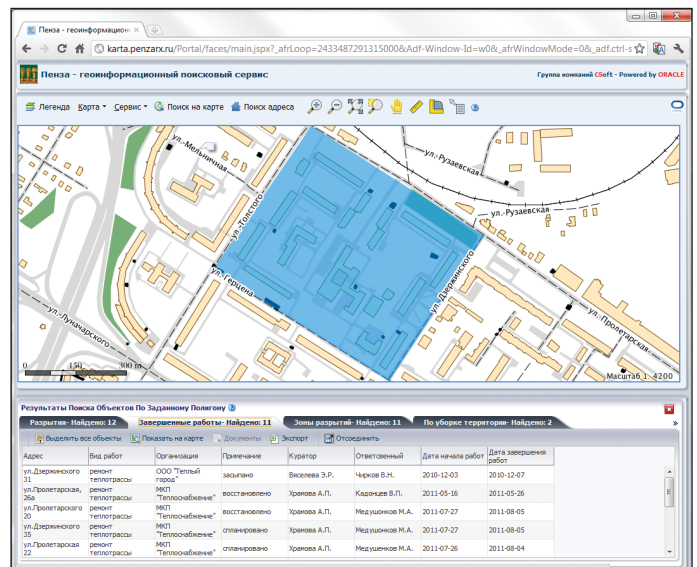 Пенза - геоинформацион
karta.penzarx.ru/Portal/faces/main.jspx?_afrLoop=2433487291315000&Adf-Window-Id=w0&_afrWindowMode=0&_adf.ctrl-s
Пенза - геоинформационный поисковый сервис
Группа компаний CSoft - Powered by ORACLE
Легенда Карта Сервис Поиск на карте Поиск адреса
ул.-Мельничная
ул.-Рузаевская
ул.-Толстого
ул.-Рузаевская
ул.-Герцена
ул.-Дзержинского
ул.-Луначарского
ул.-Пролетарская
0 150 300 m
Масштаб 1: 4200
Результаты Поиска Объектов По Заданному Полигону
Разрытия- Найдено: 12 Завершенные работы- Найдено: 11 Зоны разрытий- Найдено: 11 По уборке территории- Найдено: 2 »
Выделить все объекты Показать на карте Документы Экспорт Отсоединить
Адрес Вид работ Организация Примечание Куратор Ответсвенный Дата начала работ Дата завершения работ
ул.Дзержинского 31 ремонт теплотрассы ООО "Теплый город" засыпано Вяселева Э.Р. Чирков В.Н. 2010-12-03 2010-12-07
ул.Пролетарская, 26а ремонт теплотрассы МКП "Теплоснабжение" восстановлено Храмова А.П. Кадонцев В.П. 2011-05-16 2011-05-26
ул.Пролетарского 20 ремонт теплотрассы МКП "Теплоснабжение" восстановлено Храмова А.П. Медушенков М.А. 2011-07-27 2011-08-05
ул.Дзержинского 35 ремонт теплотрассы МКП "Теплоснабжение" спланировано Храмова А.П. Медушенков М.А. 2011-07-27 2011-08-05
ул.Пролетарская 22 ремонт теплотрассы МКП "Теплоснабжение" спланировано Храмова А.П. Медушенков М.А. 2011-07-26 2011-08-04